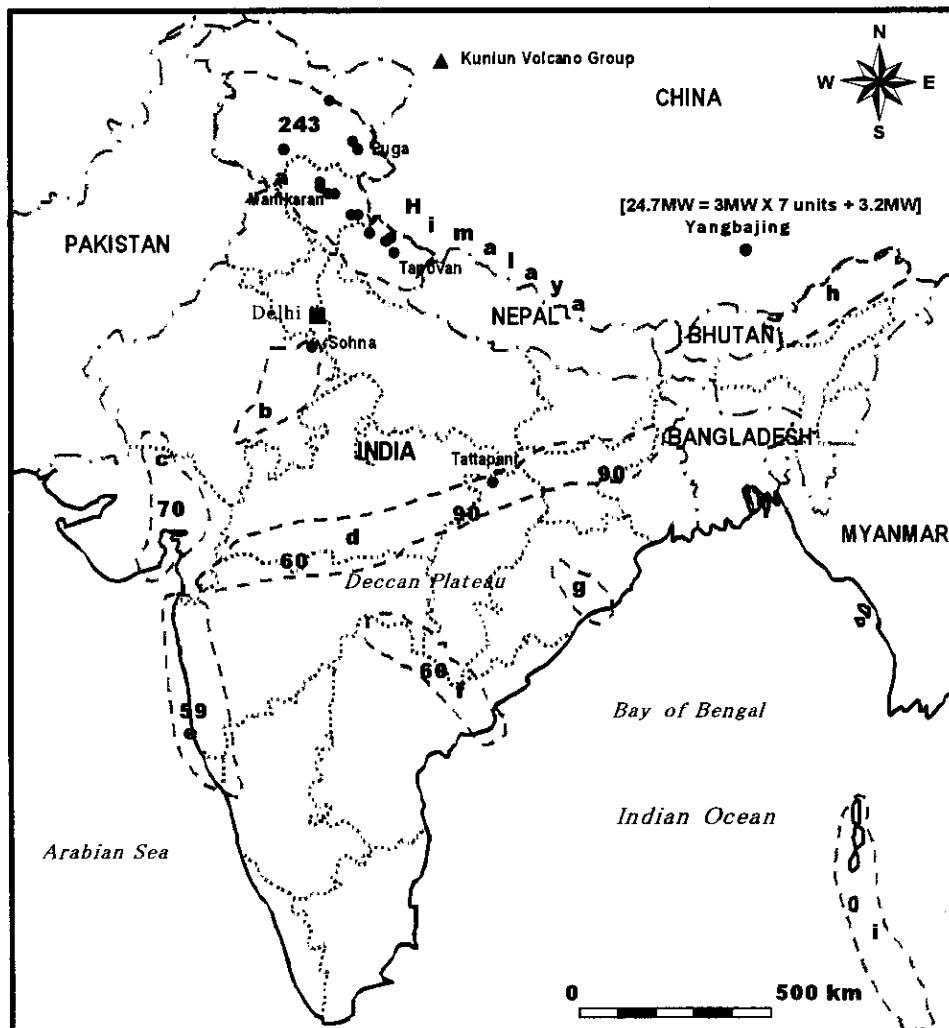 Kunlun Volcano Group
N
W E
S
CHINA
243
Puga
a
Manikaran
H
i
m
a
l
a
y
a
[24.7MW = 3MW X 7 units + 3.2MW]
Yangbajing
PAKISTAN
Tapovan
h
Delhi
NEPAL
BHUTAN
Sohna
b
INDIA
BANGLADESH
c
Tattapani
90
70
90
d
MYANMAR
60
Deccan Plateau
g
60
f
59
Bay of Bengal
Indian Ocean
Arabian Sea
i
0 500 km